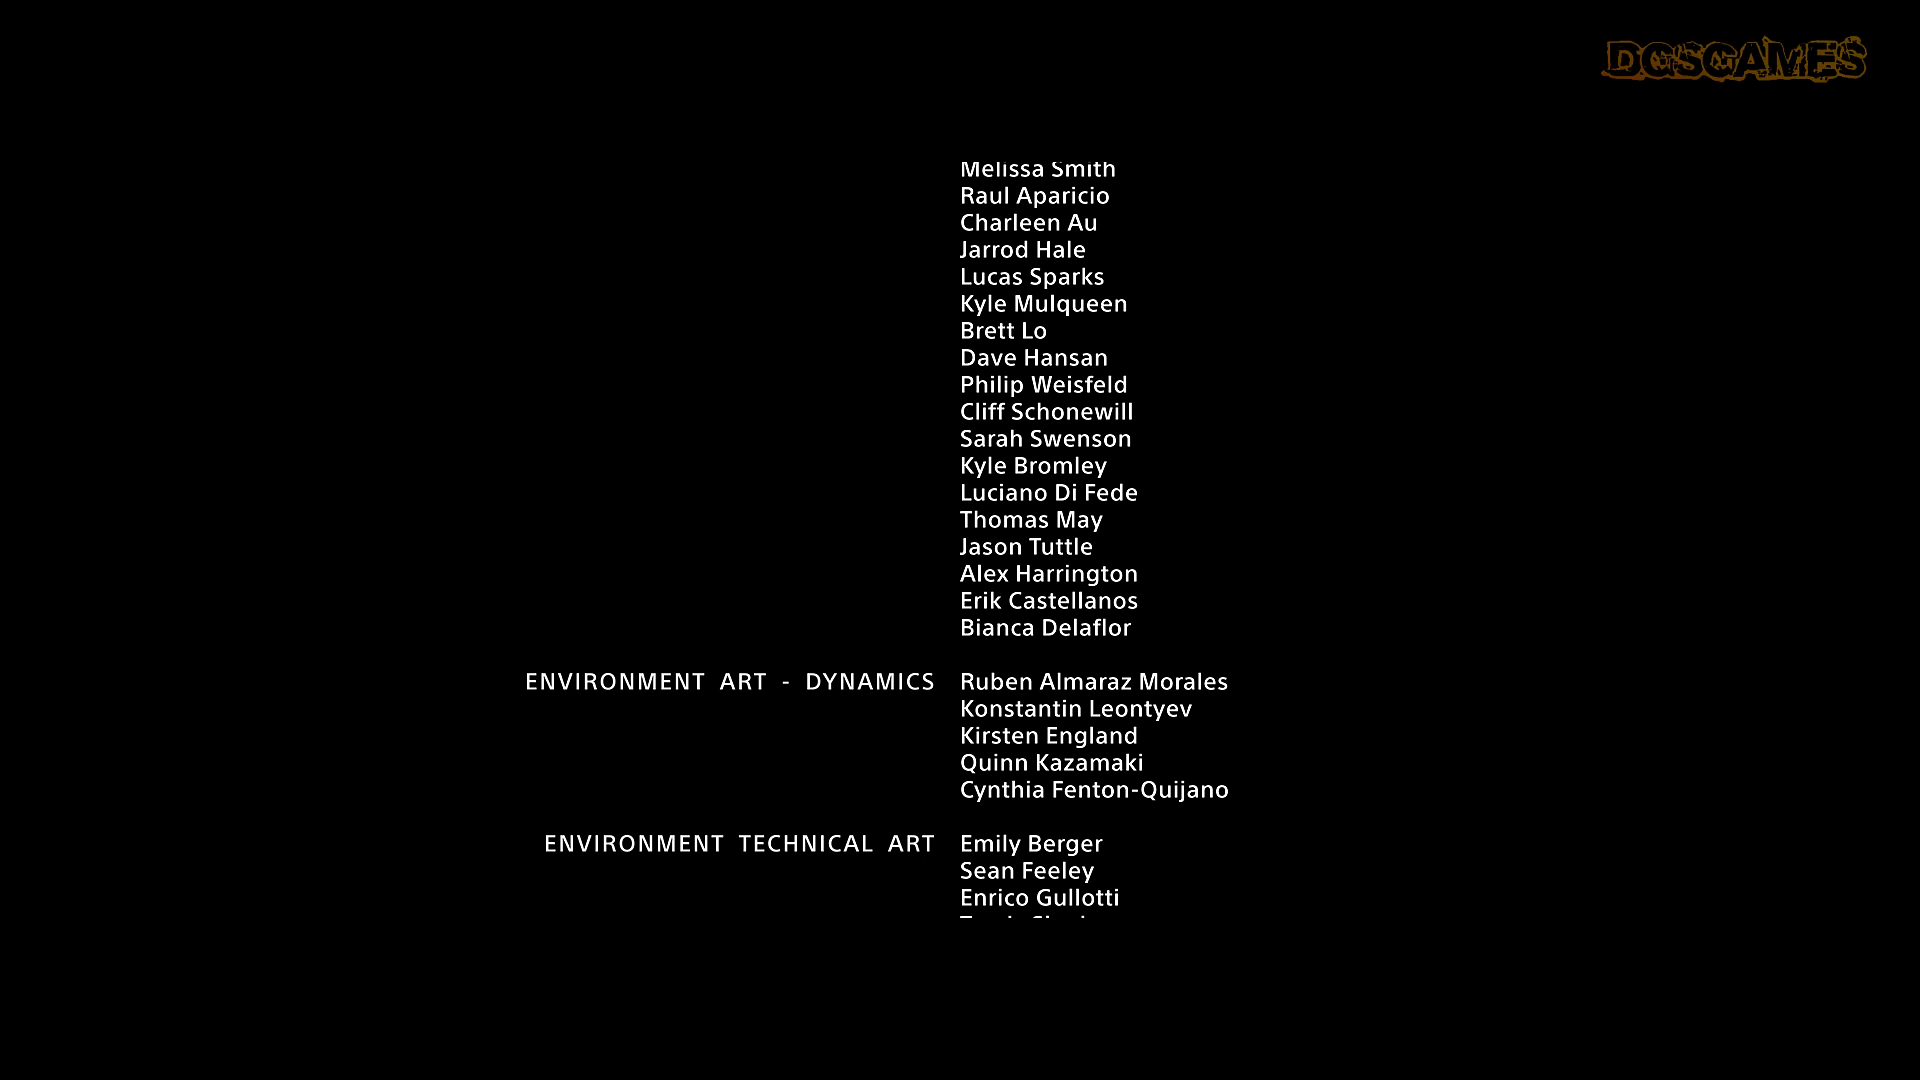 DGSGAMES
Melissa Smith
Raul Aparicio
Charleen Au
Jarrod Hale
Lucas Sparks
Kyle Mulqueen
Brett Lo
Dave Hansan
Philip Weisfeld
Cliff Schonewill
Sarah Swenson
Kyle Bromley
Luciano Di Fede
Thomas May
Jason Tuttle
Alex Harrington
Erik Castellanos
Bianca Delaflor
ENVIRONMENT ART - DYNAMICS Ruben Almaraz Morales
Konstantin Leontyev
Kirsten England
Quinn Kazamaki
Cynthia Fenton-Quijano
ENVIRONMENT TECHNICAL ART Emily Berger
Sean Feeley
Enrico Gullotti